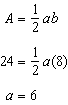 A = 1/2 ab
24 = 1/2 a(8)
a = 6